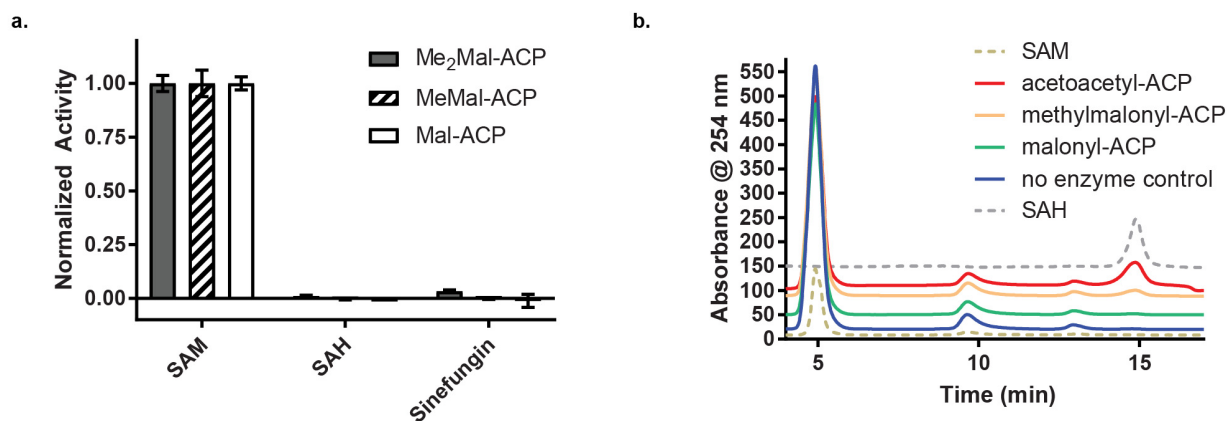 a.
Normalized Activity
1.00
0.75
0.50
0.25
0.00
Me₂Mal-ACP
MeMal-ACP
Mal-ACP
SAM
SAH
Sinefungin
b.
Absorbance @ 254 nm
550
500
450
400
350
300
250
200
150
100
50
0
SAM
acetoacetyl-ACP
methylmalonyl-ACP
malonyl-ACP
no enzyme control
SAH
5
10
15
Time (min)